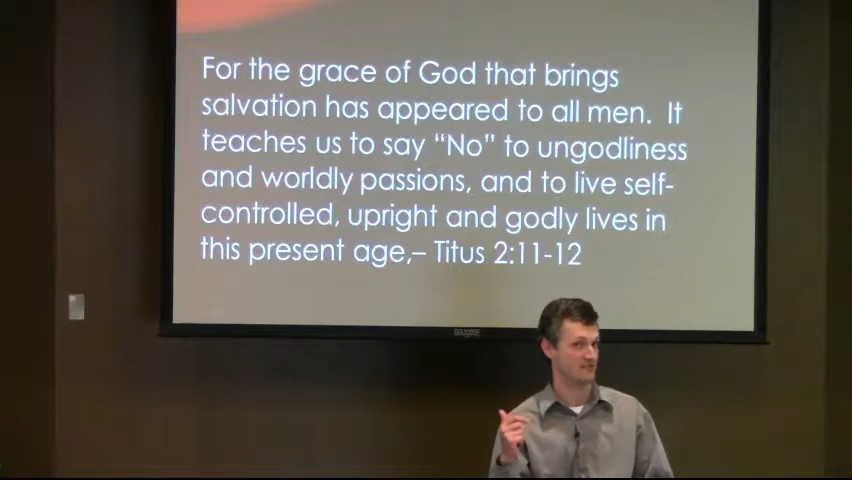 For the grace of God that brings
salvation has appeared to all men.  It
teaches us to say “No” to ungodliness
and worldly passions, and to live self-
controlled, upright and godly lives in
this present age,– Titus 2:11-12